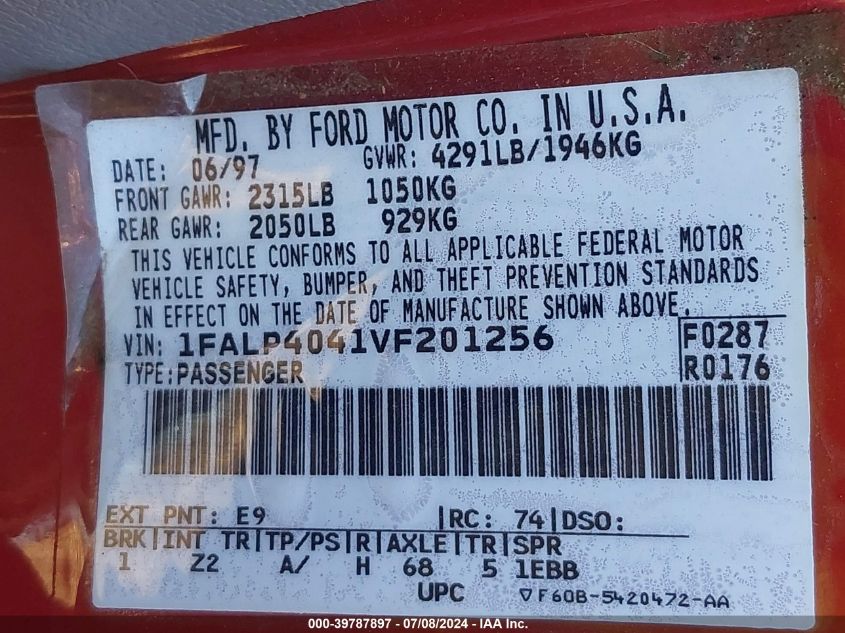 MFD. BY FORD MOTOR CO. IN U.S.A.
DATE: 06/97 GVWR: 4291LB/1946KG
FRONT GAWR: 2315LB 1050KG
REAR GAWR: 2050LB 929KG
THIS VEHICLE CONFORMS TO ALL APPLICABLE FEDERAL MOTOR
VEHICLE SAFETY, BUMPER, AND THEFT PREVENTION STANDARDS
IN EFFECT ON THE DATE OF MANUFACTURE SHOWN ABOVE.
VIN: 1FALP4041VF201256 F0287
TYPE: PASSENGER R0176
EXT PNT: E9 |RC: 74|DSO:
BRK|INT TR|TP/PS|R|AXLE|TR|SPR
1 Z2 A/ H 68 5 1EBB
UPC ▽F60B-5420472-AA
000-39787897 - 07/08/2024 - IAA Inc.